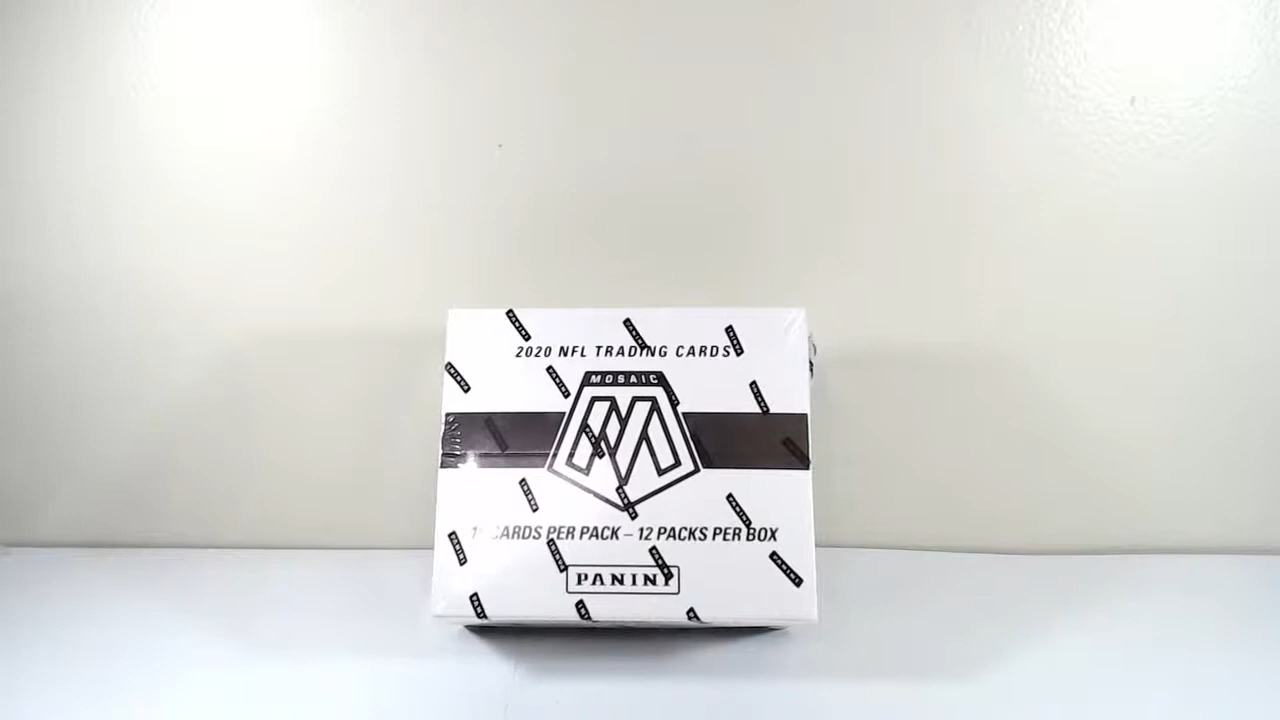 2020 NFL TRADING CARDS
MOSAIC
CARDS PER PACK – 12 PACKS PER BOX
PANINI